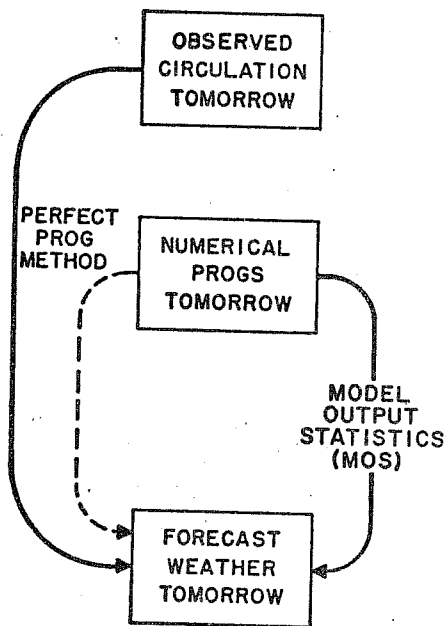 OBSERVED
CIRCULATION
TOMORROW
PERFECT
PROG
METHOD
NUMERICAL
PROGS
TOMORROW
MODEL
OUTPUT
STATISTICS
(MOS)
FORECAST
WEATHER
TOMORROW